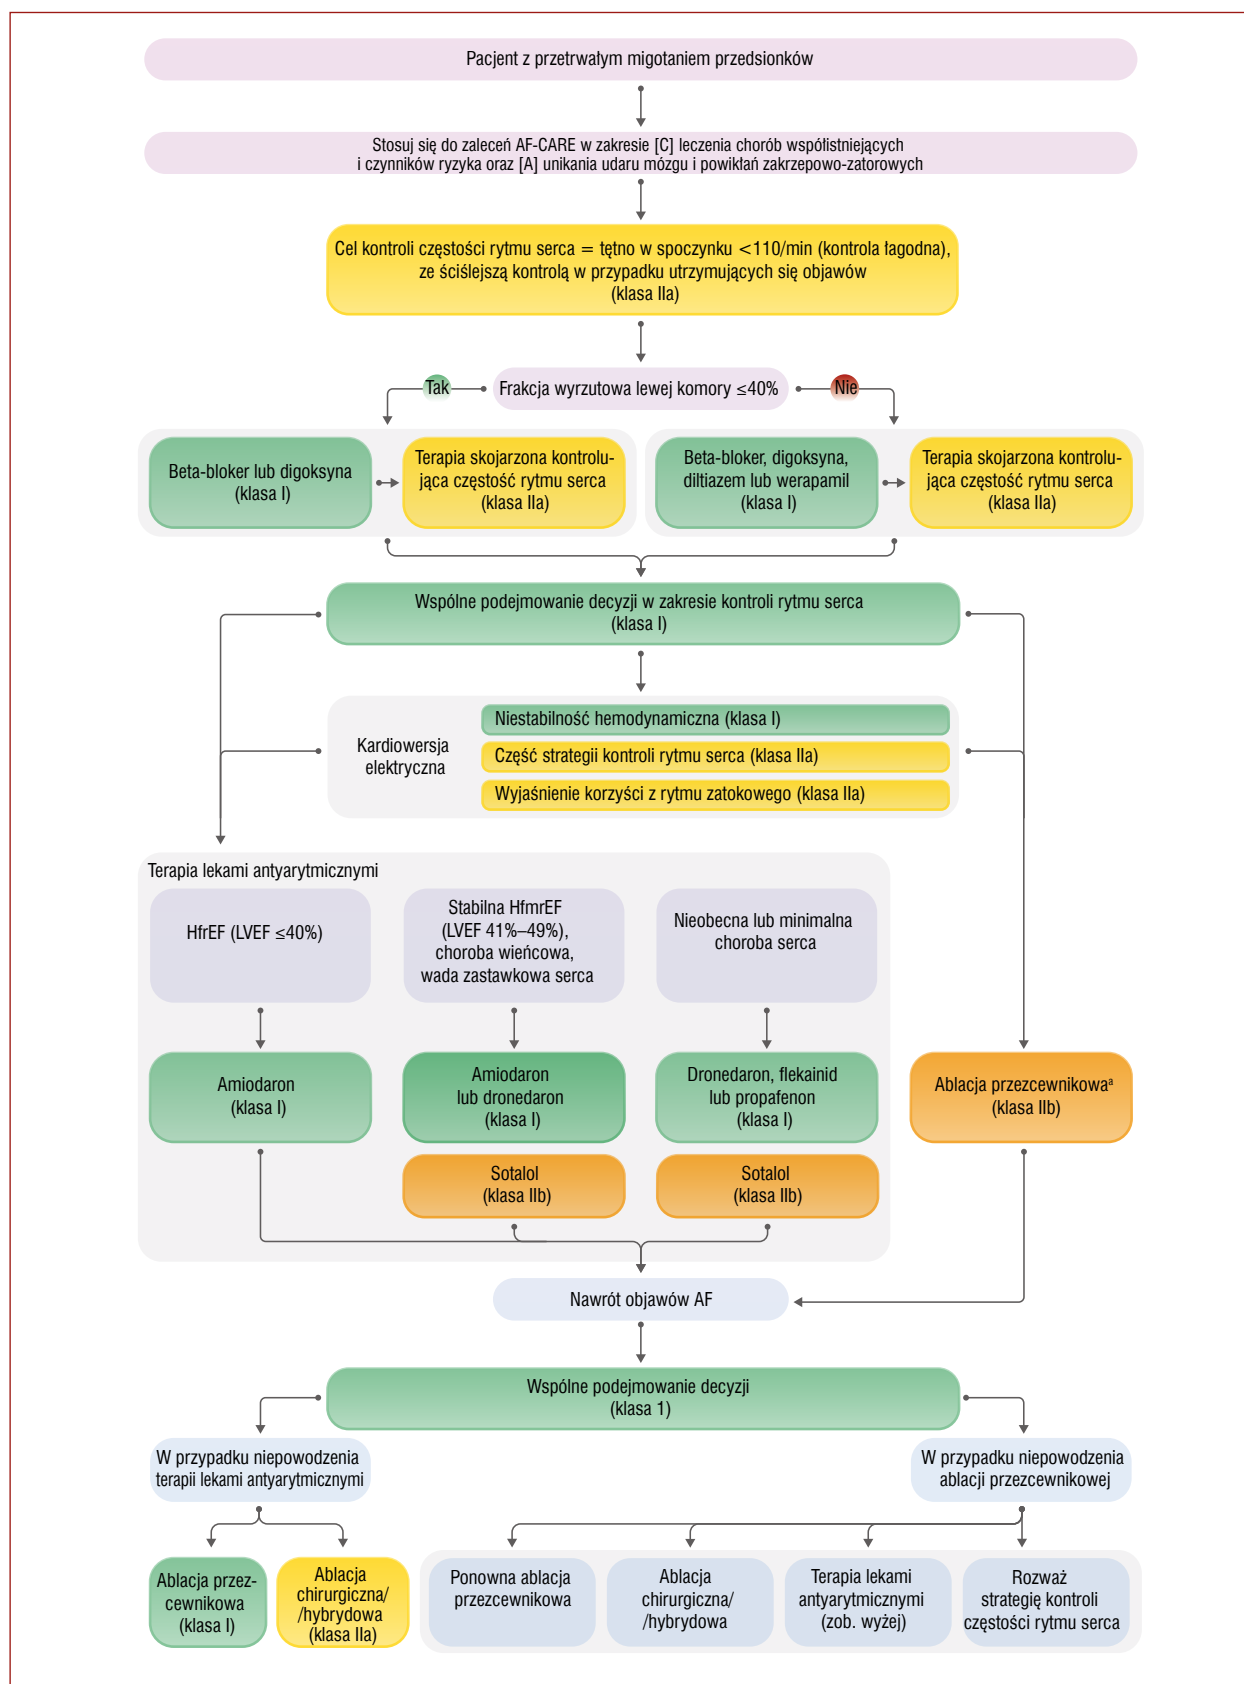 Pacjent z przetrwałym migotaniem przedsionków
Stosuj się do zaleceń AF-CARE w zakresie [C] leczenia chorób współistniejących
i czynników ryzyka oraz [A] unikania udaru mózgu i powikłań zakrzepowo-zatorowych
Cel kontroli częstości rytmu serca = tętno w spoczynku <110/min (kontrola łagodna),
ze ściślejszą kontrolą w przypadku utrzymujących się objawów
(klasa IIa)
Tak
Frakcja wyrzutowa lewej komory ≤40%
Nie
Beta-bloker lub digoksyna
(klasa I)
Terapia skojarzona kontrolu-
jąca częstość rytmu serca
(klasa IIa)
Beta-bloker, digoksyna,
diltiazem lub werapamil
(klasa I)
Terapia skojarzona kontrolu-
jąca częstość rytmu serca
(klasa IIa)
Wspólne podejmowanie decyzji w zakresie kontroli rytmu serca
(klasa I)
Kardiowersja
elektryczna
Niestabilność hemodynamiczna (klasa I)
Część strategii kontroli rytmu serca (klasa IIa)
Wyjaśnienie korzyści z rytmu zatokowego (klasa IIa)
Terapia lekami antyarytmicznymi
HfrEF (LVEF ≤40%)
Stabilna HfmrEF
(LVEF 41%–49%),
choroba wieńcowa,
wada zastawkowa serca
Nieobecna lub minimalna
choroba serca
Amiodaron
(klasa I)
Amiodaron
lub dronedaron
(klasa I)
Dronedaron, flekainid
lub propafenon
(klasa I)
Ablacja przezcewnikowaᵃ
(klasa IIb)
Sotalol
(klasa IIb)
Sotalol
(klasa IIb)
Nawrót objawów AF
Wspólne podejmowanie decyzji
(klasa 1)
W przypadku niepowodzenia
terapii lekami antyarytmicznymi
W przypadku niepowodzenia
ablacji przezcewnikowej
Ablacja przez-
cewnikowa
(klasa I)
Ablacja
chirurgiczna/
/hybrydowa
(klasa IIa)
Ponowna ablacja
przezcewnikowa
Ablacja
chirurgiczna/
/hybrydowa
Terapia lekami
antyarytmicznymi
(zob. wyżej)
Rozważ
strategię kontroli
częstości rytmu serca